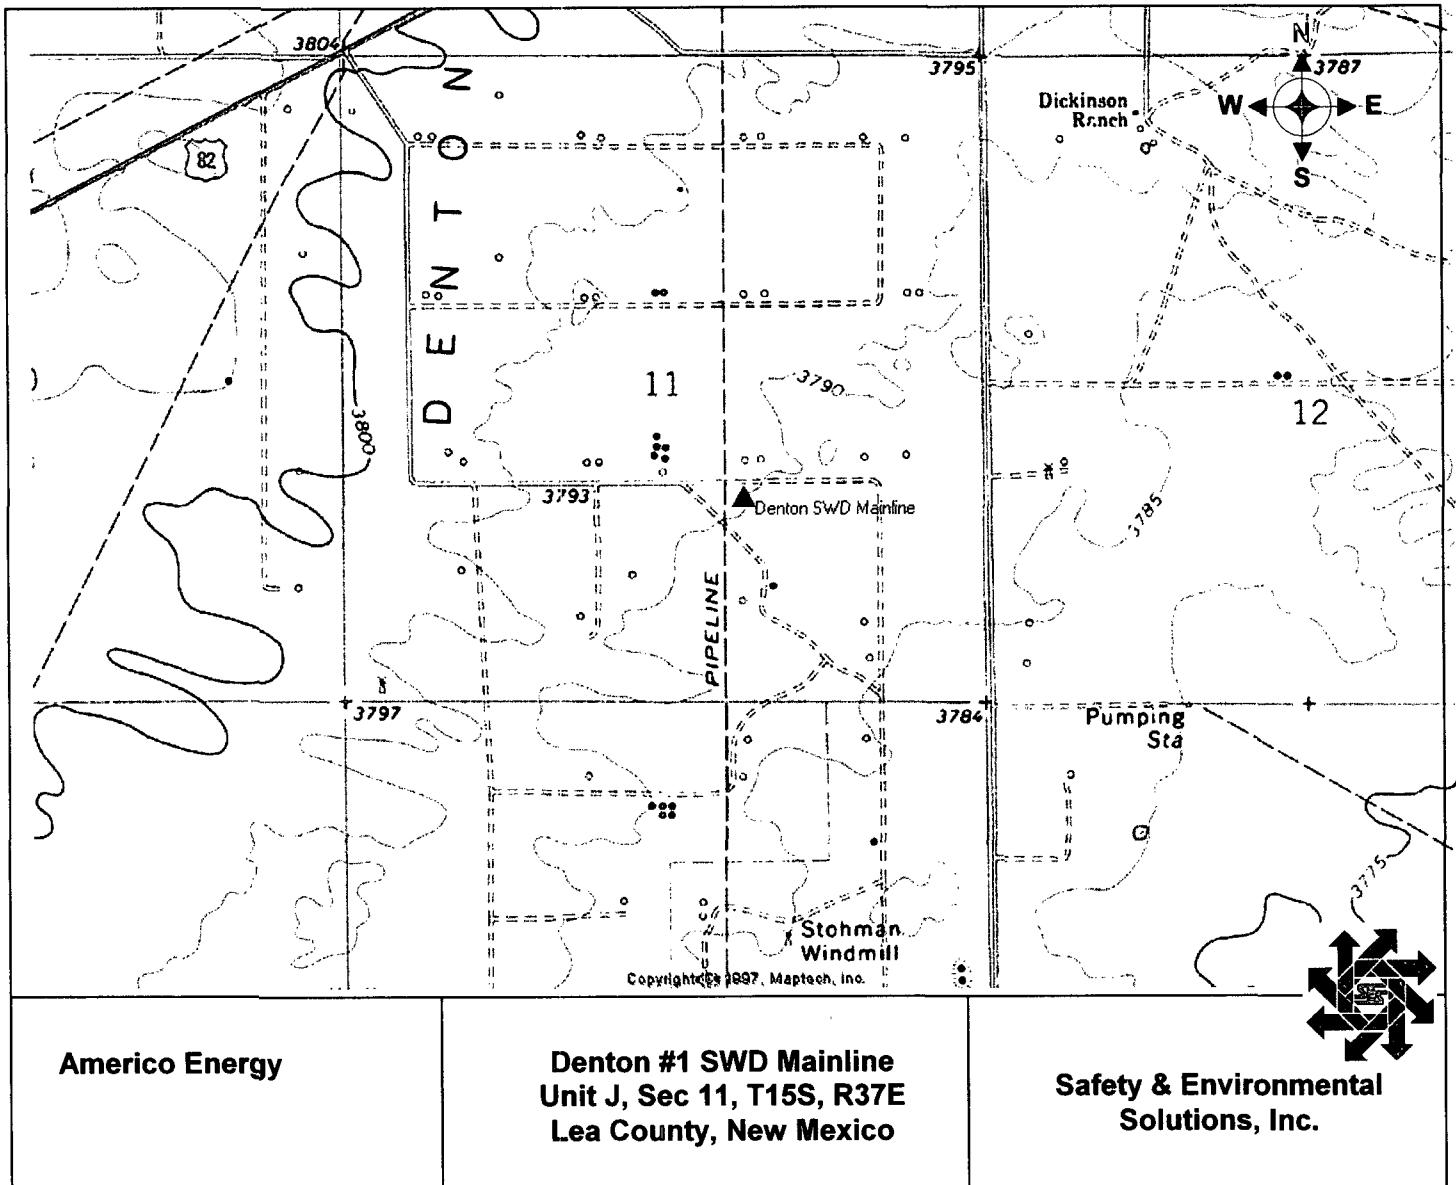 3804
3795
N
3787
Dickinson
Ranch
W
E
S
82
DENTON
11
3790
12
3800
3793
Denton SWD Mainline
3785
PIPELINE
3797
3784
Pumping
Sta
3775
Stohman
Windmill
1997, Maptech, Inc.
Americo Energy
Denton #1 SWD Mainline
Unit J, Sec 11, T15S, R37E
Lea County, New Mexico
Safety & Environmental
Solutions, Inc.